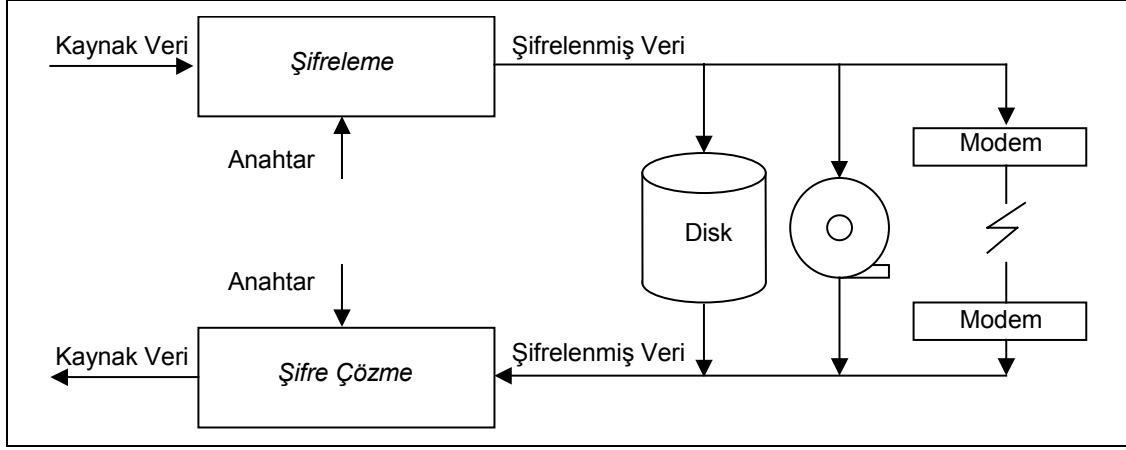 Kaynak Veri
Şifreleme
Şifrelenmiş Veri
Anahtar
Modem
Disk
Anahtar
Modem
Kaynak Veri
Şifre Çözme
Şifrelenmiş Veri